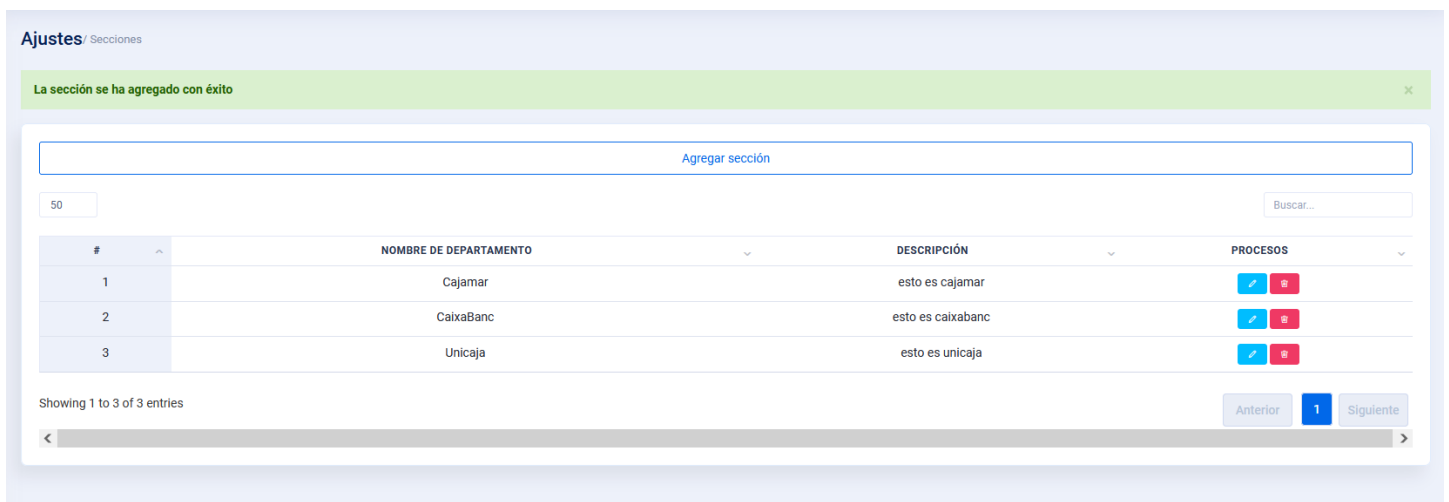 Ajustes/ Secciones
La sección se ha agregado con éxito ×
Agregar sección
50 Buscar...
# NOMBRE DE DEPARTAMENTO DESCRIPCIÓN PROCESOS
1 Cajamar esto es cajamar
2 CaixaBanc esto es caixabanc
3 Unicaja esto es unicaja
Showing 1 to 3 of 3 entries Anterior 1 Siguiente